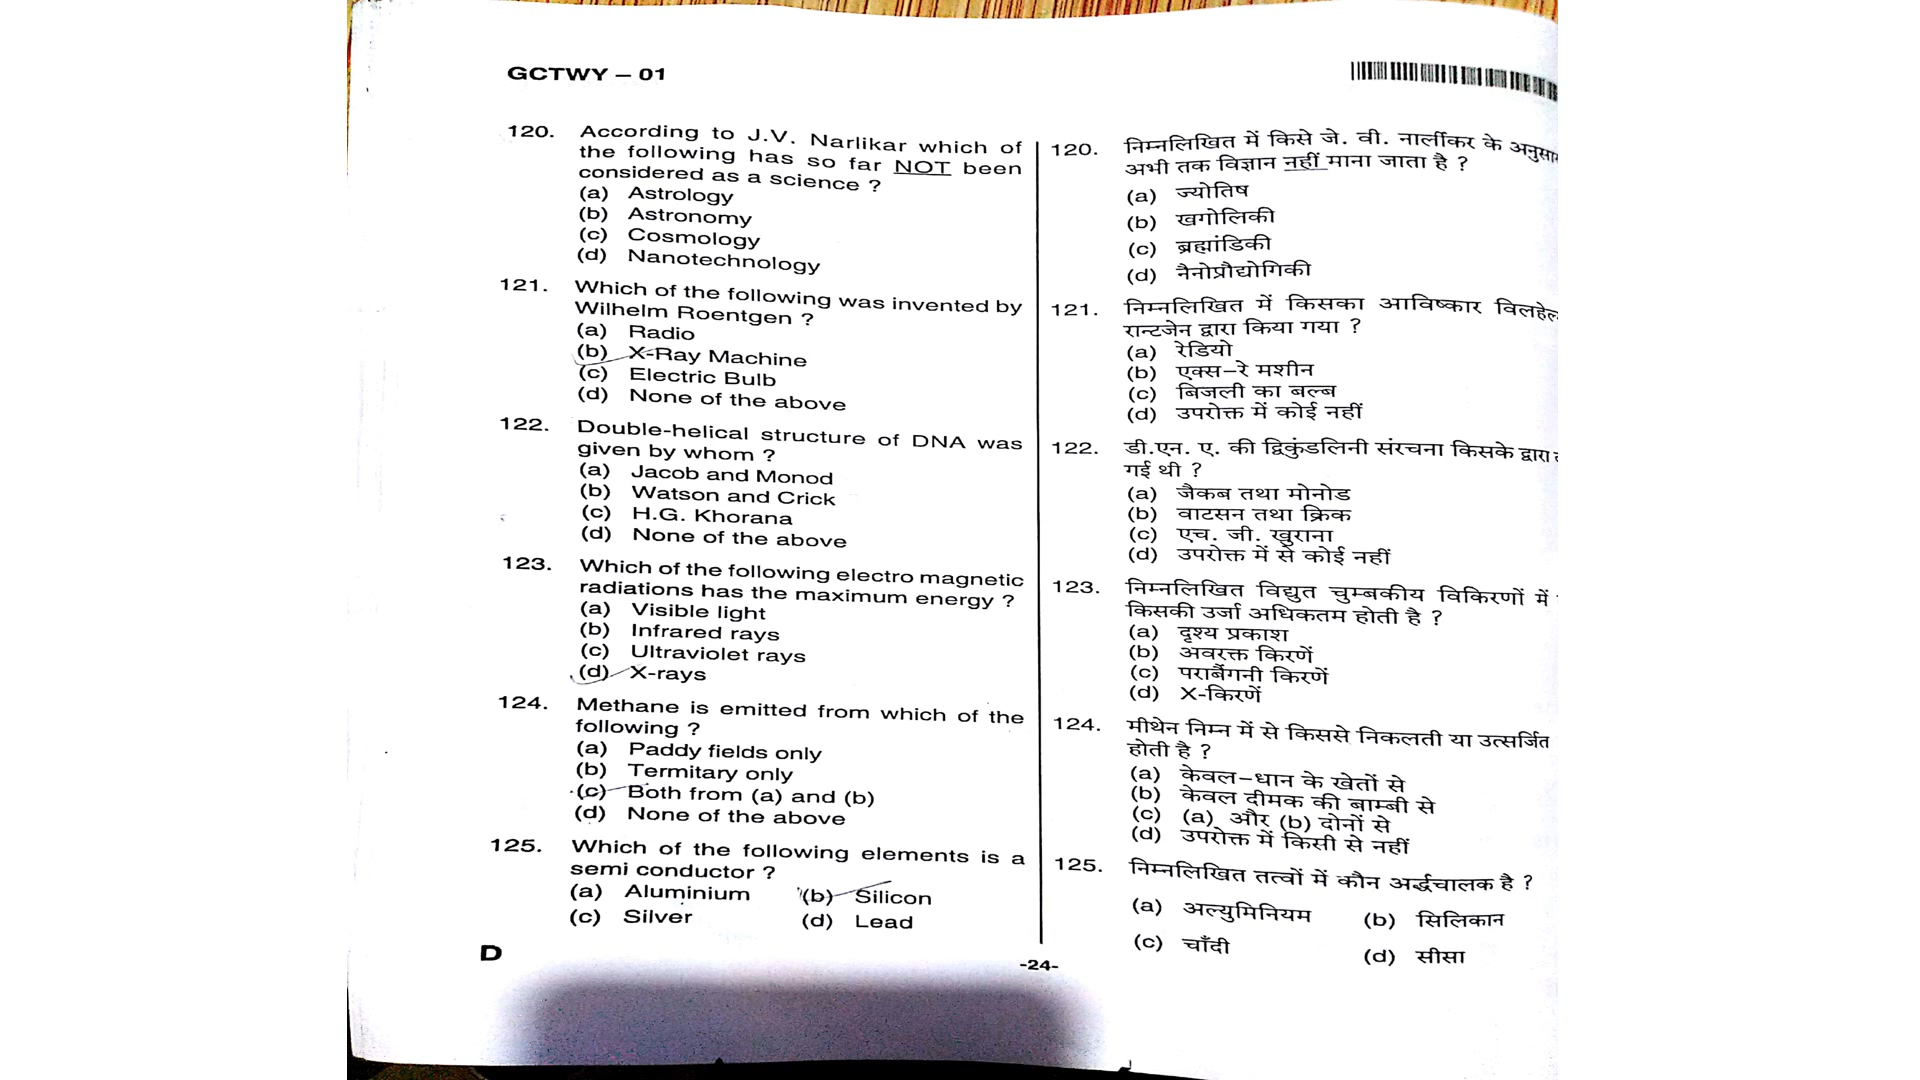 GCTWY – 01
120. According to J.V. Narlikar which of
the following has so far NOT been
considered as a science ?
(a) Astrology
(b) Astronomy
(c) Cosmology
(d) Nanotechnology
121. Which of the following was invented by
Wilhelm Roentgen ?
(a) Radio
(b) X-Ray Machine
(c) Electric Bulb
(d) None of the above
122. Double-helical structure of DNA was
given by whom ?
(a) Jacob and Monod
(b) Watson and Crick
(c) H.G. Khorana
(d) None of the above
123. Which of the following electro magnetic
radiations has the maximum energy ?
(a) Visible light
(b) Infrared rays
(c) Ultraviolet rays
(d) X-rays
124. Methane is emitted from which of the
following ?
(a) Paddy fields only
(b) Termitary only
(c) Both from (a) and (b)
(d) None of the above
125. Which of the following elements is a
semi conductor ?
(a) Aluminium (b) Silicon
(c) Silver (d) Lead
120. निम्नलिखित में किसे जे. वी. नार्लीकर के
अभी तक विज्ञान नहीं माना जाता है ?
(a) ज्योतिष
(b) खगोलिकी
(c) ब्रह्मांडिकी
(d) नैनोप्रौद्योगिकी
121. निम्नलिखित में किसका आविष्कार
रान्टजेन द्वारा किया गया ?
(a) रेडियो
(b) एक्स–रे मशीन
(c) बिजली का बल्ब
(d) उपरोक्त में कोई नहीं
122. डी.एन. ए. की द्विकुंडलिनी संरचना किसके द्वारा
गई थी ?
(a) जैकब तथा मोनोड
(b) वाटसन तथा क्रिक
(c) एच. जी. खुराना
(d) उपरोक्त में से कोई नहीं
123. निम्नलिखित विद्युत चुम्बकीय विकिरणों में
किसकी उर्जा अधिकतम होती है ?
(a) दृश्य प्रकाश
(b) अवरक्त किरणें
(c) पराबैंगनी किरणें
(d) X-किरणें
124. मीथेन निम्न में से किससे निकलती या उत्सर्जित
होती है ?
(a) केवल–धान के खेतों से
(b) केवल दीमक की बाम्बी से
(c) (a) और (b) दोनों से
(d) उपरोक्त में किसी से नहीं
125. निम्नलिखित तत्वों में कौन अर्द्धचालक है ?
(a) अल्युमिनियम (b) सिलिकान
(c) चाँदी (d) सीसा
D
-24-